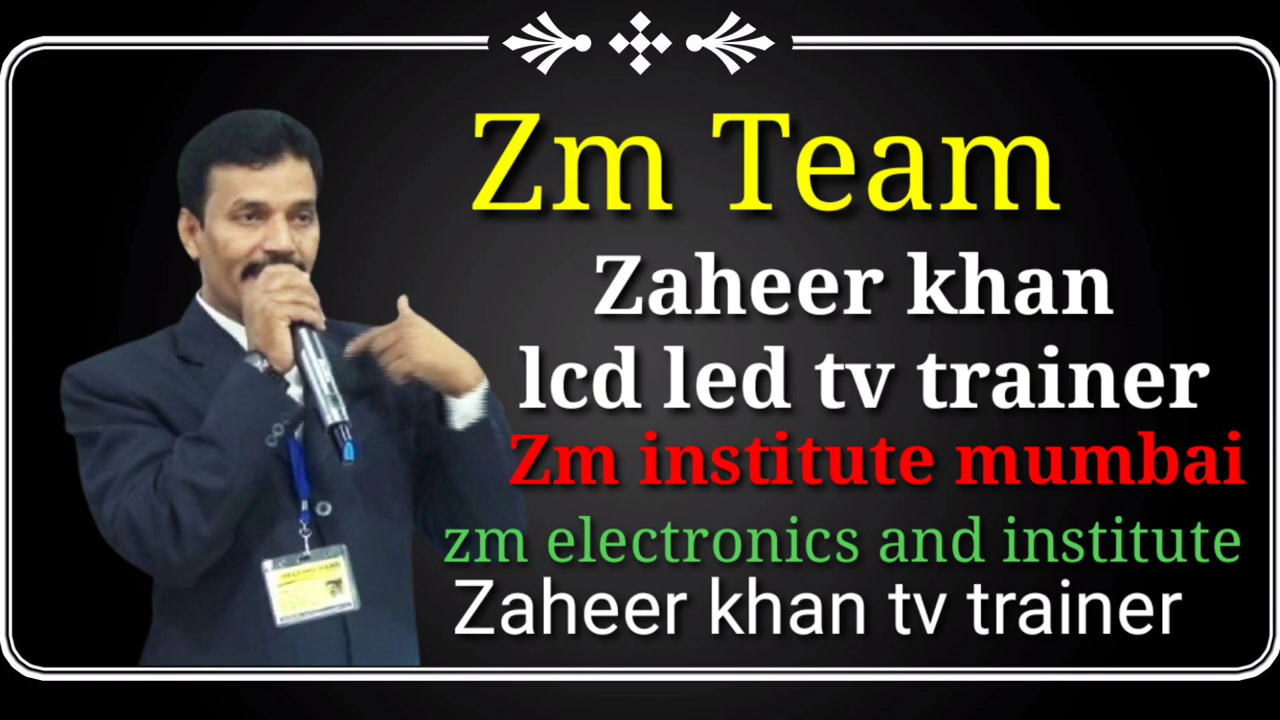 Zm Team
Zaheer khan
lcd led tv trainer
Zm institute mumbai
zm electronics and institute
Zaheer khan tv trainer